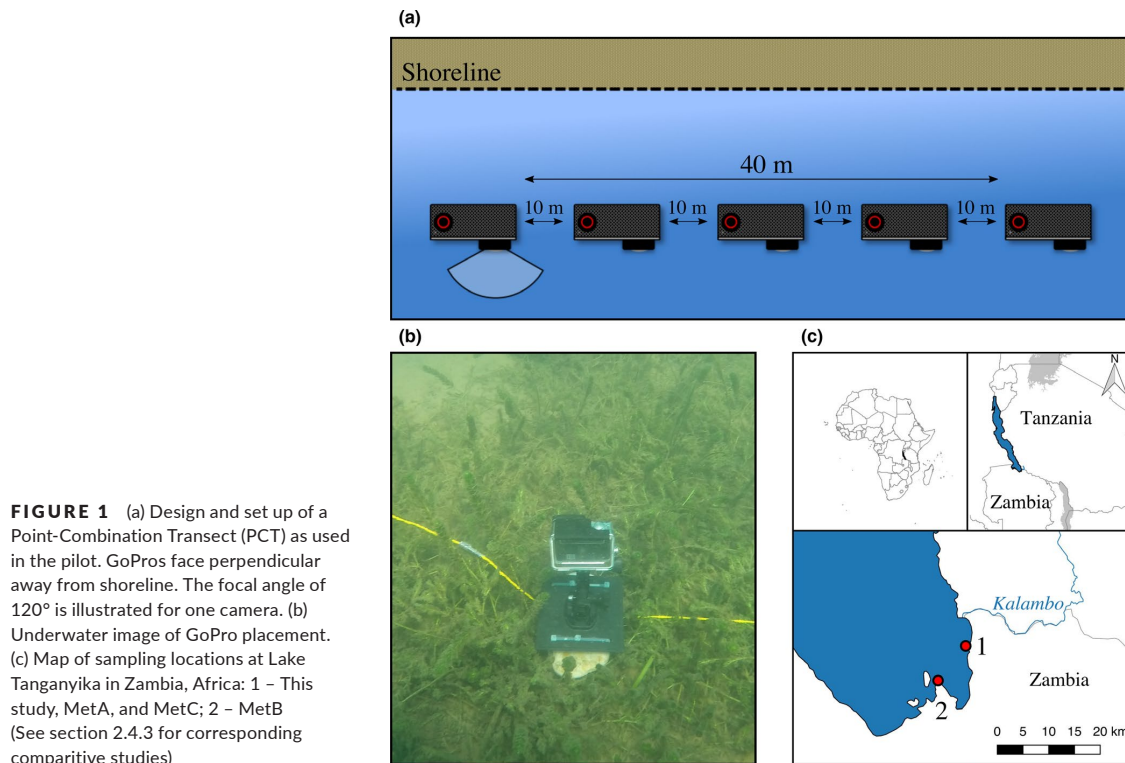 (a)
Shoreline
40 m
10 m 10 m 10 m 10 m
(b)
(c)
N
Tanzania
Zambia
Kalambo
1
Zambia
2
0 5 10 15 20 km
FIGURE 1 (a) Design and set up of a
Point-Combination Transect (PCT) as used
in the pilot. GoPros face perpendicular
away from shoreline. The focal angle of
120° is illustrated for one camera. (b)
Underwater image of GoPro placement.
(c) Map of sampling locations at Lake
Tanganyika in Zambia, Africa: 1 – This
study, MetA, and MetC; 2 – MetB
(See section 2.4.3 for corresponding
comparitive studies)